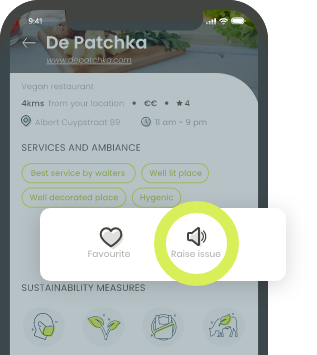 9:41
De Patchka
www.depatchka.com
Vegan restaurant
4kms from your location • €€ • ★ 4
Albert Cuypstraat 99 11 am - 9 pm
SERVICES AND AMBIANCE
Best service by waiters Well lit place
Well decorated place Hygenic
Favourite Raise issue
SUSTAINABILITY MEASURES